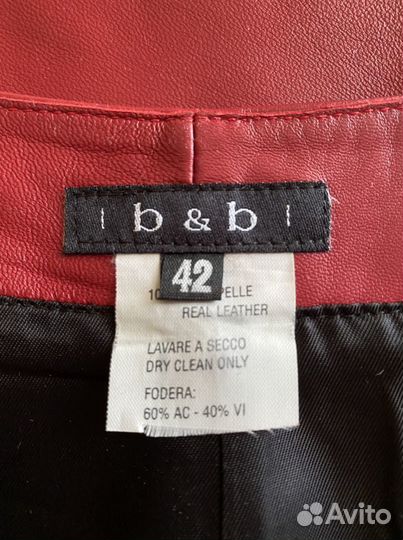 | b & b |
42
PELLE
REAL LEATHER
LAVARE A SECCO
DRY CLEAN ONLY
FODERA:
60% AC - 40% VI
Avito